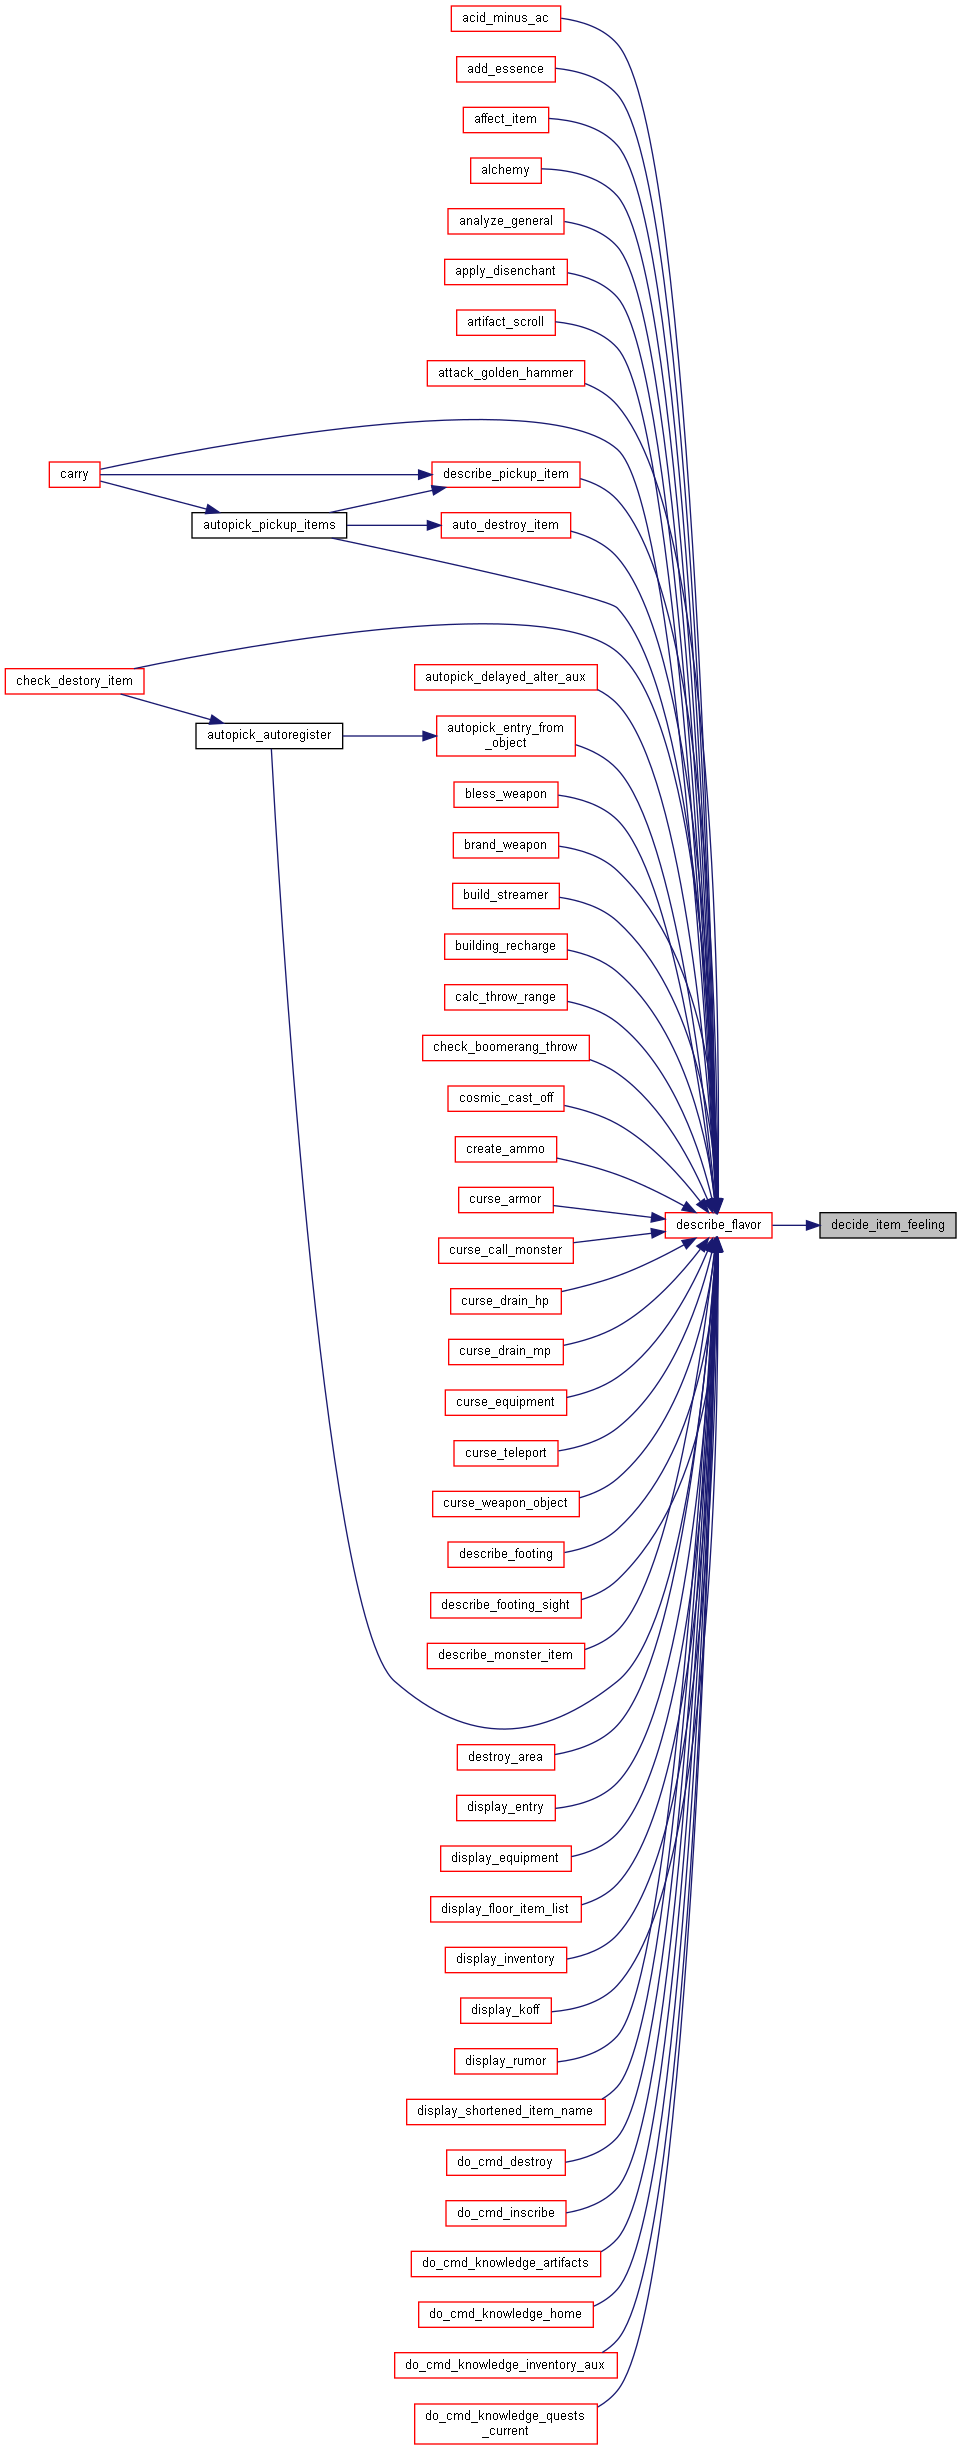 acid_minus_ac
add_essence
affect_item
alchemy
analyze_general
apply_disenchant
artifact_scroll
attack_golden_hammer
carry
describe_pickup_item
autopick_pickup_items
auto_destroy_item
check_destory_item
autopick_delayed_alter_aux
autopick_autoregister
autopick_entry_from
_object
bless_weapon
brand_weapon
build_streamer
building_recharge
calc_throw_range
check_boomerang_throw
cosmic_cast_off
create_ammo
curse_armor
describe_flavor
decide_item_feeling
curse_call_monster
curse_drain_hp
curse_drain_mp
curse_equipment
curse_teleport
curse_weapon_object
describe_footing
describe_footing_sight
describe_monster_item
destroy_area
display_entry
display_equipment
display_floor_item_list
display_inventory
display_koff
display_rumor
display_shortened_item_name
do_cmd_destroy
do_cmd_inscribe
do_cmd_knowledge_artifacts
do_cmd_knowledge_home
do_cmd_knowledge_inventory_aux
do_cmd_knowledge_quests
_current